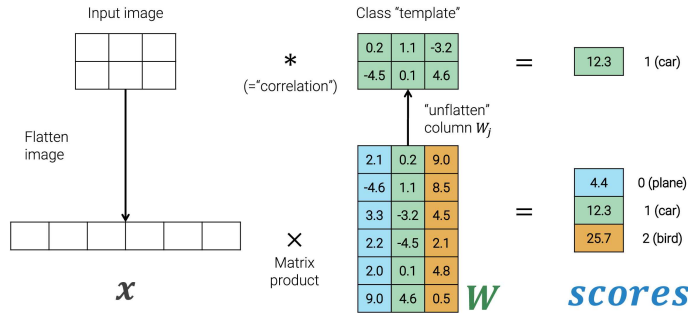 Input image
Class “template”
*
(=“correlation”)
0.2 1.1 -3.2
-4.5 0.1 4.6
=
12.3
1 (car)
Flatten
image
“unflatten”
column Wj
2.1 0.2 9.0
-4.6 1.1 8.5
3.3 -3.2 4.5
2.2 -4.5 2.1
2.0 0.1 4.8
9.0 4.6 0.5
×
Matrix
product
=
4.4 0 (plane)
12.3 1 (car)
25.7 2 (bird)
x
W
scores